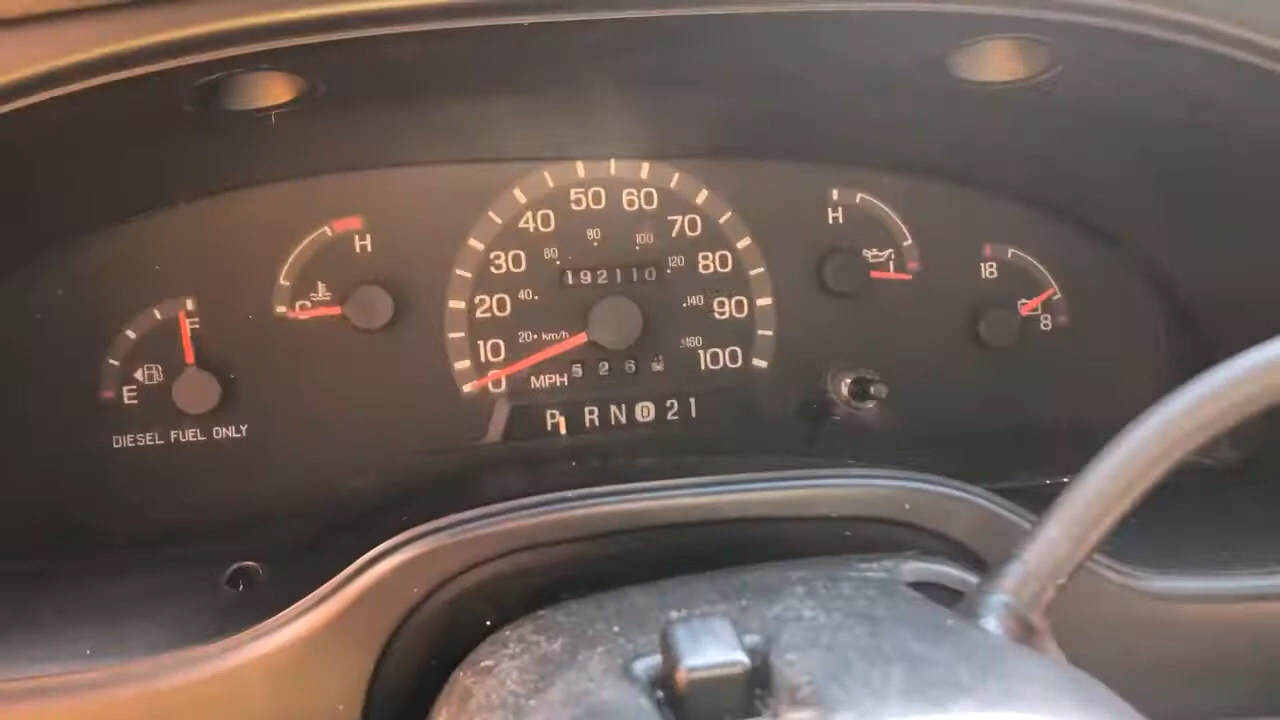 50 60
40 70
30 80
20 90
10 100
0
80 100
60 120
40 140
20 km/h 160
192110
MPH 5 2 6
P R N D 2 1
H
C
F
E
DIESEL FUEL ONLY
H
L
18
8